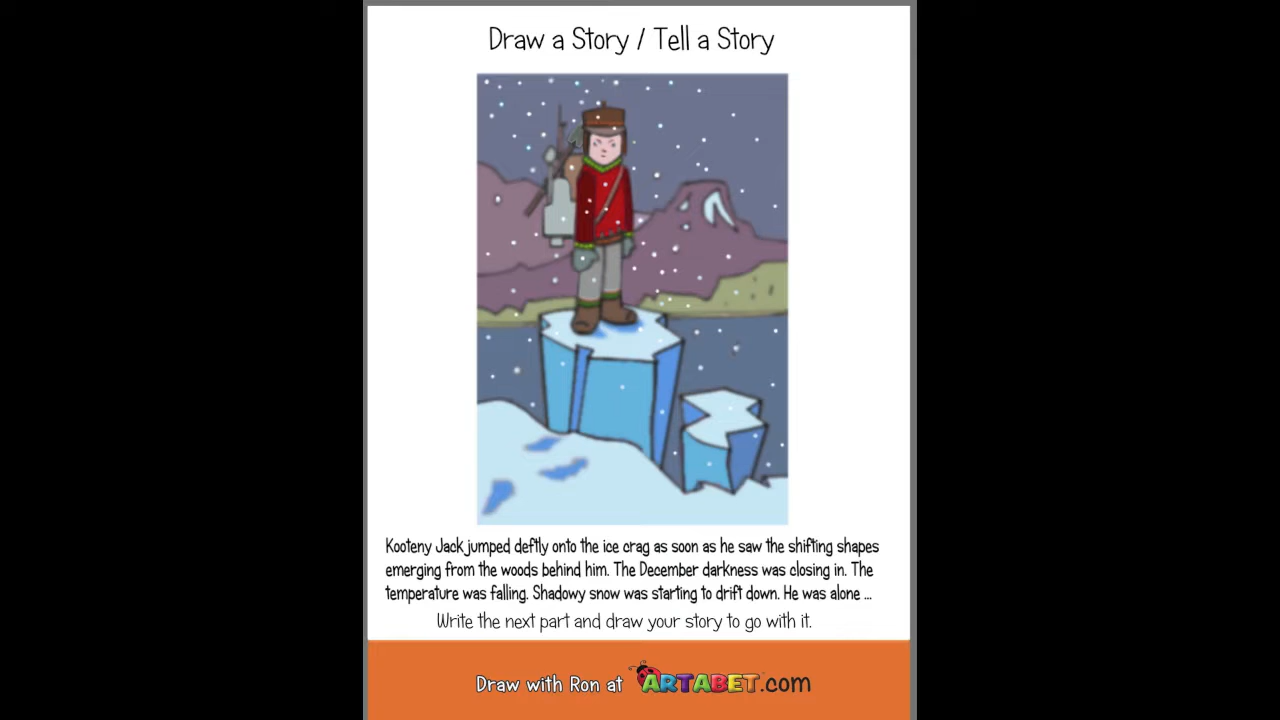 Draw a Story / Tell a Story
Kooteny Jack jumped deftly onto the ice crag as soon as he saw the shifting shapes
emerging from the woods behind him. The December darkness was closing in. The
temperature was falling. Shadowy snow was starting to drift down. He was alone ...
Write the next part and draw your story to go with it.
Draw with Ron at ARTABET.com